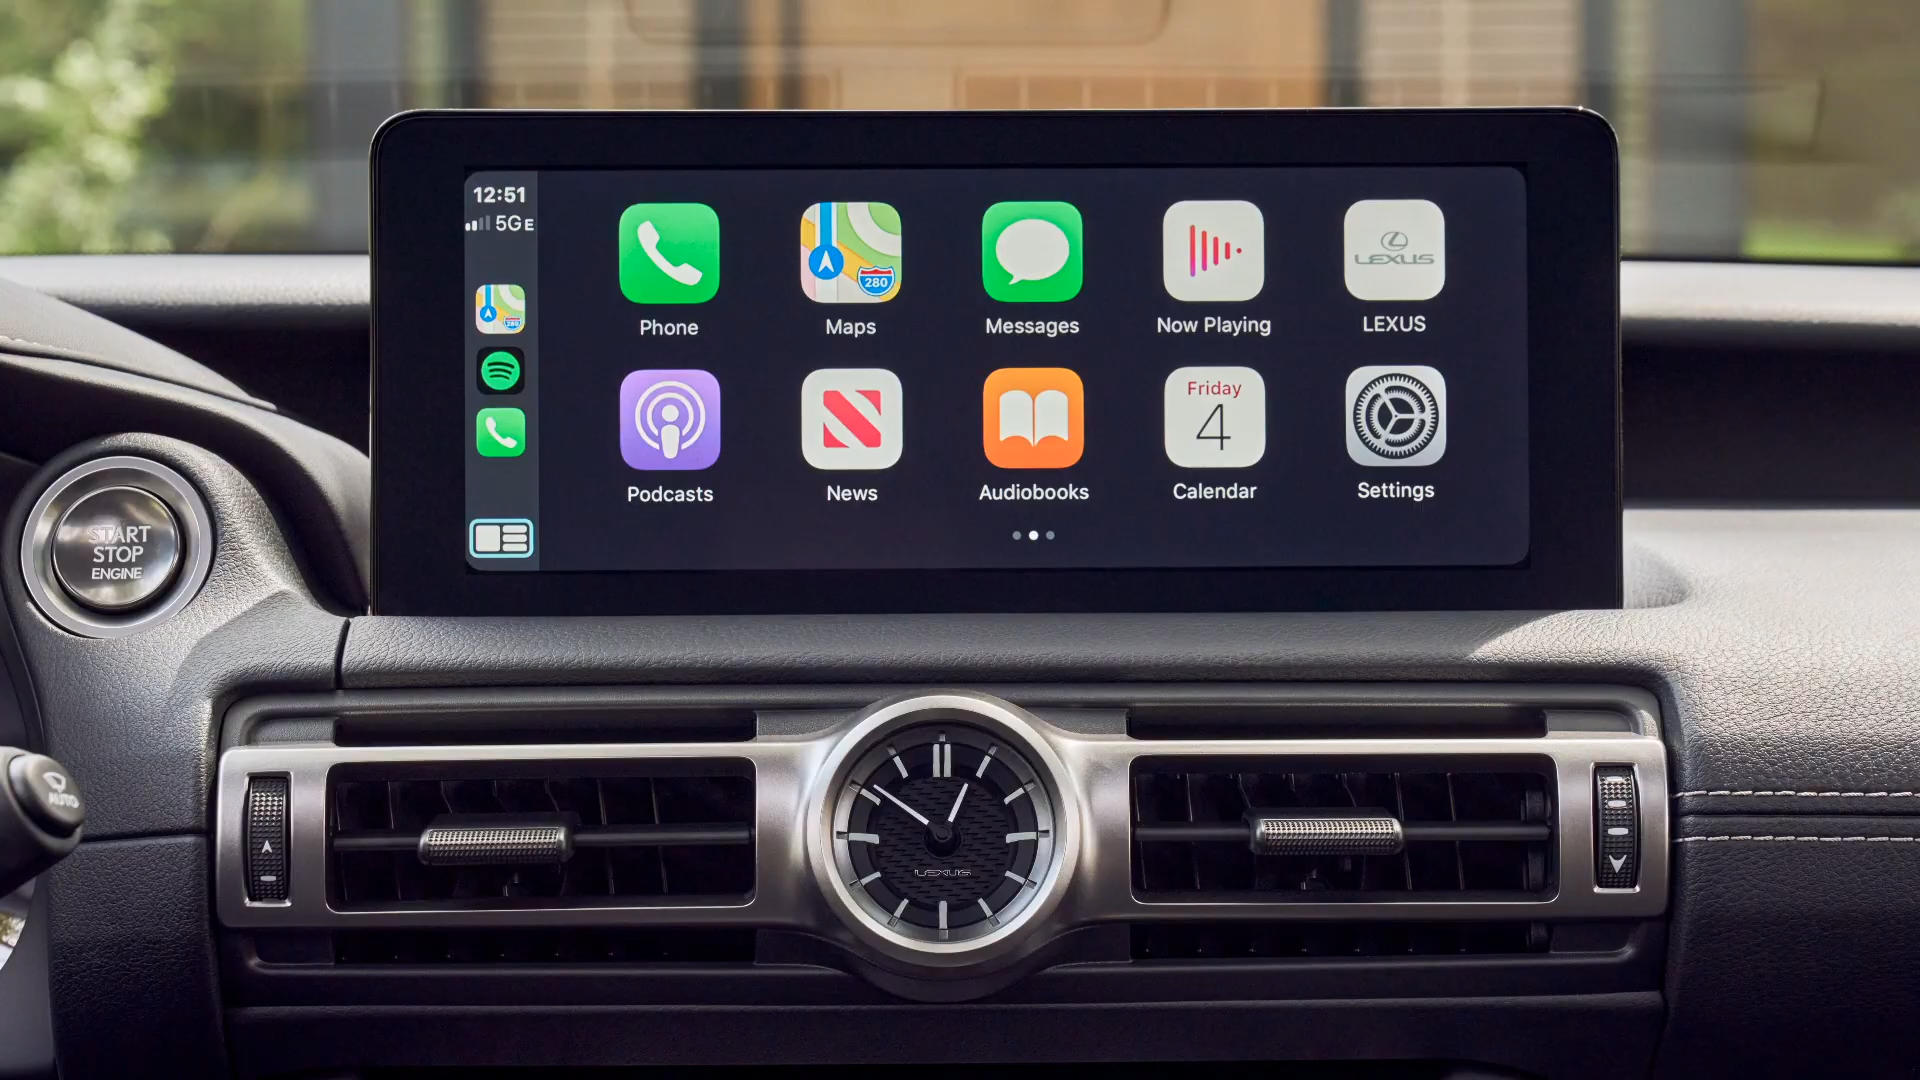 12:51
5GE
280
280
Phone
Maps
Messages
Now Playing
LEXUS
LEXUS
Friday
4
Podcasts
News
Audiobooks
Calendar
Settings
START
STOP
ENGINE
AUTO
LEXUS